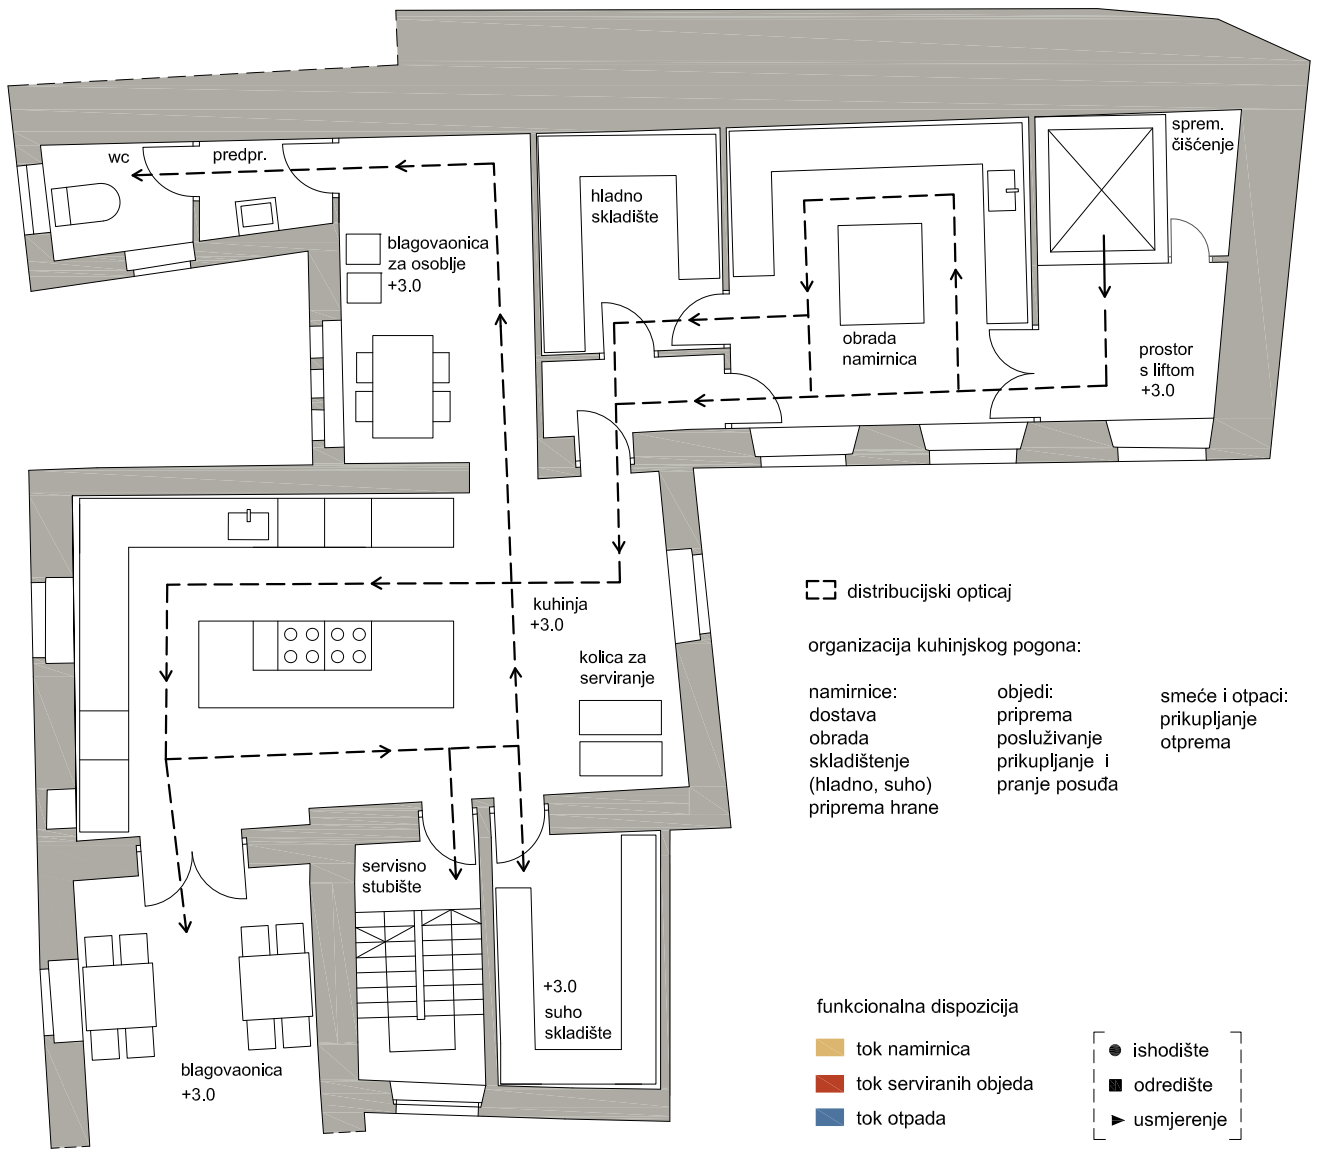 wc
predpr.
sprem.
čišćenje
hladno
skladište
blagovaonica
za osoblje
+3.0
obrada
namirnica
prostor
s liftom
+3.0
kuhinja
+3.0
kolica za
serviranje
servisno
stubište
+3.0
suho
skladište
blagovaonica
+3.0
distribucijski opticaj
organizacija kuhinjskog pogona:
namirnice:
dostava
obrada
skladištenje
(hladno, suho)
priprema hrane
objedi:
priprema
posluživanje
prikupljanje i
pranje posuđa
smeće i otpaci:
prikupljanje
otprema
funkcionalna dispozicija
tok namirnica
tok serviranih objeda
tok otpada
ishodište
odredište
usmjerenje